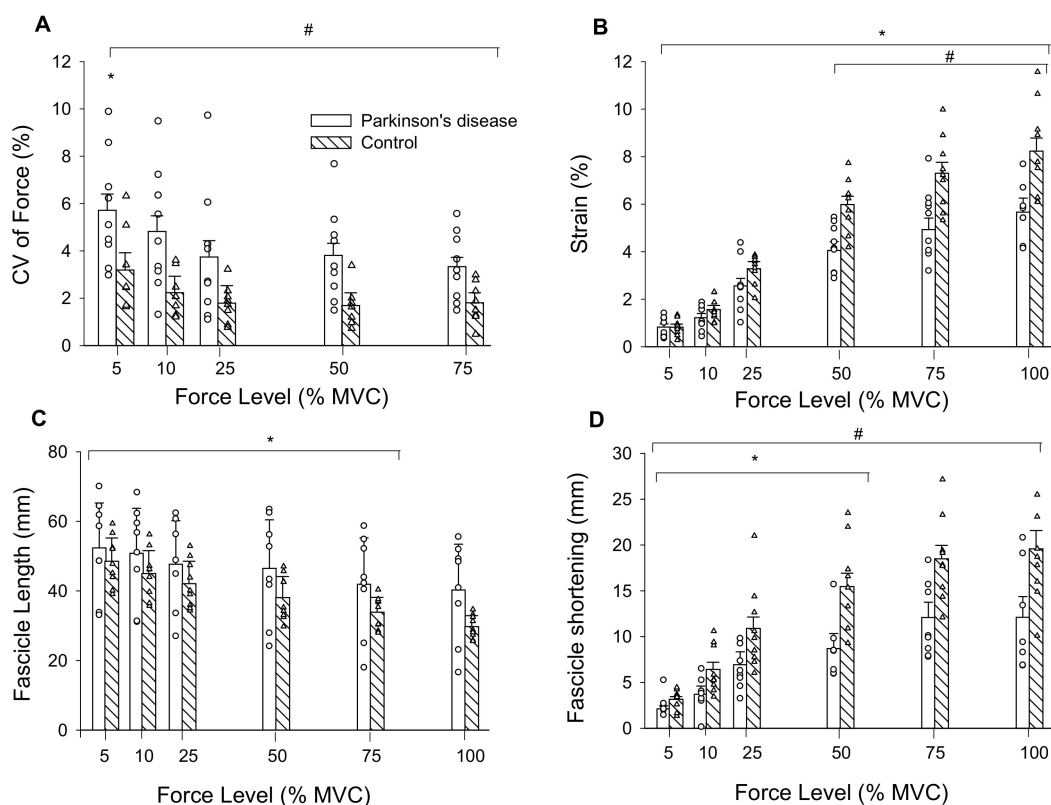 A
#
*
12
10
8
6
4
2
0
CV of Force (%)
Parkinson's disease
Control
5 10 25 50 75
Force Level (% MVC)
B
*
#
12
10
8
6
4
2
0
Strain (%)
5 10 25 50 75 100
Force Level (% MVC)
C
*
80
60
40
20
0
Fascicle Length (mm)
5 10 25 50 75 100
Force Level (% MVC)
D
#
*
30
25
20
15
10
5
0
Fascicle shortening (mm)
5 10 25 50 75 100
Force Level (% MVC)